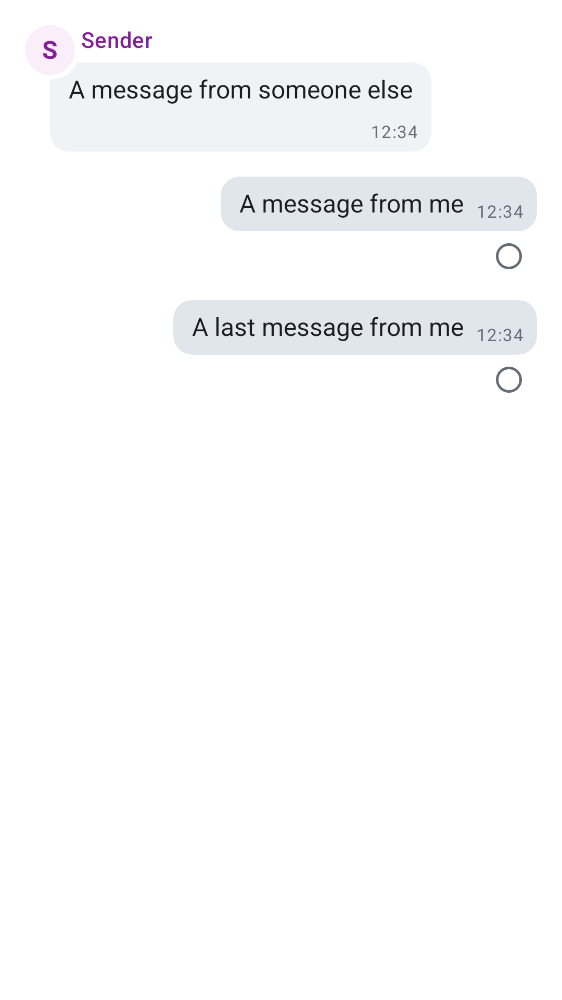 S
Sender
A message from someone else
12:34
A message from me 12:34
A last message from me 12:34